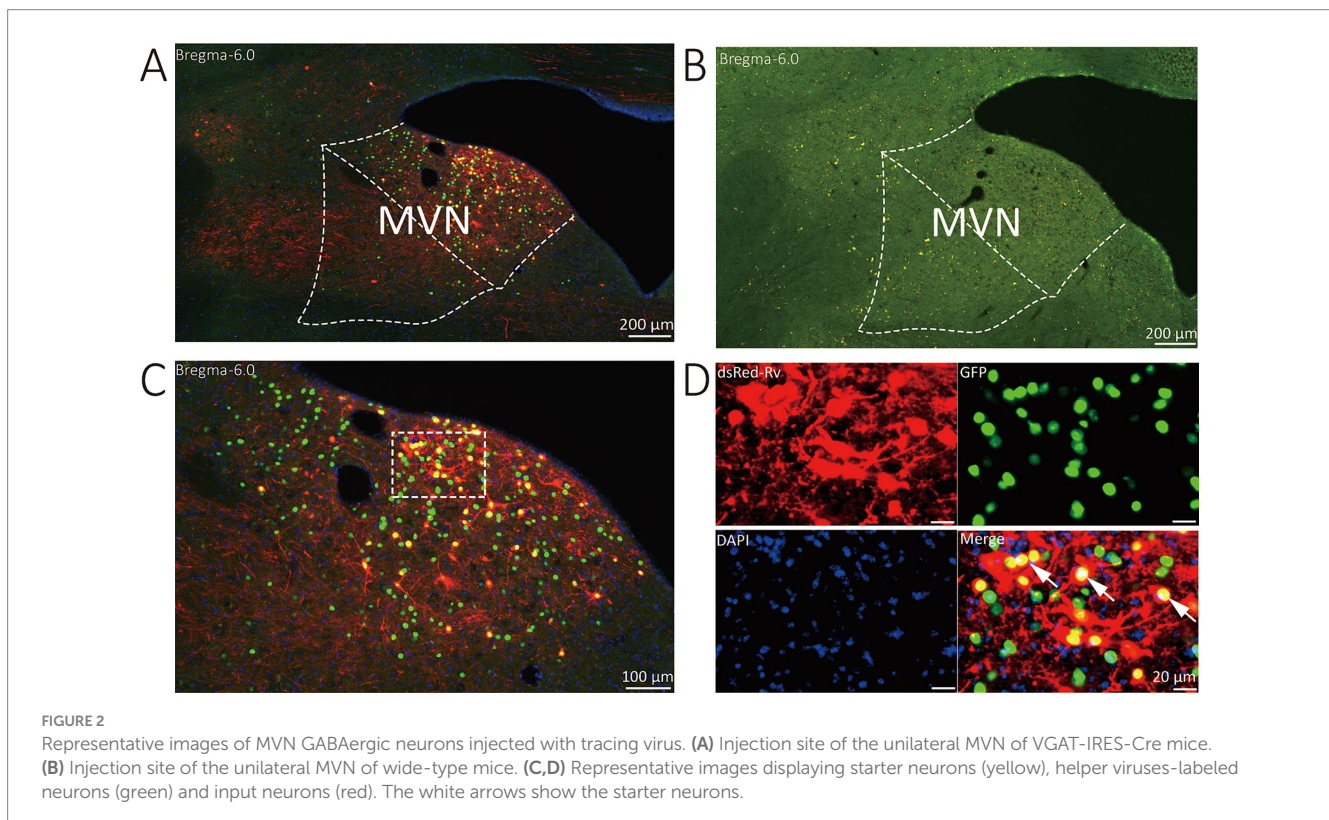 A
Bregma-6.0
MVN
200 µm
B
Bregma-6.0
MVN
200 µm
C
Bregma-6.0
100 µm
D
dsRed-Rv
GFP
DAPI
Merge
20 µm
FIGURE 2
Representative images of MVN GABAergic neurons injected with tracing virus. (A) Injection site of the unilateral MVN of VGAT-IRES-Cre mice.
(B) Injection site of the unilateral MVN of wide-type mice. (C,D) Representative images displaying starter neurons (yellow), helper viruses-labeled
neurons (green) and input neurons (red). The white arrows show the starter neurons.